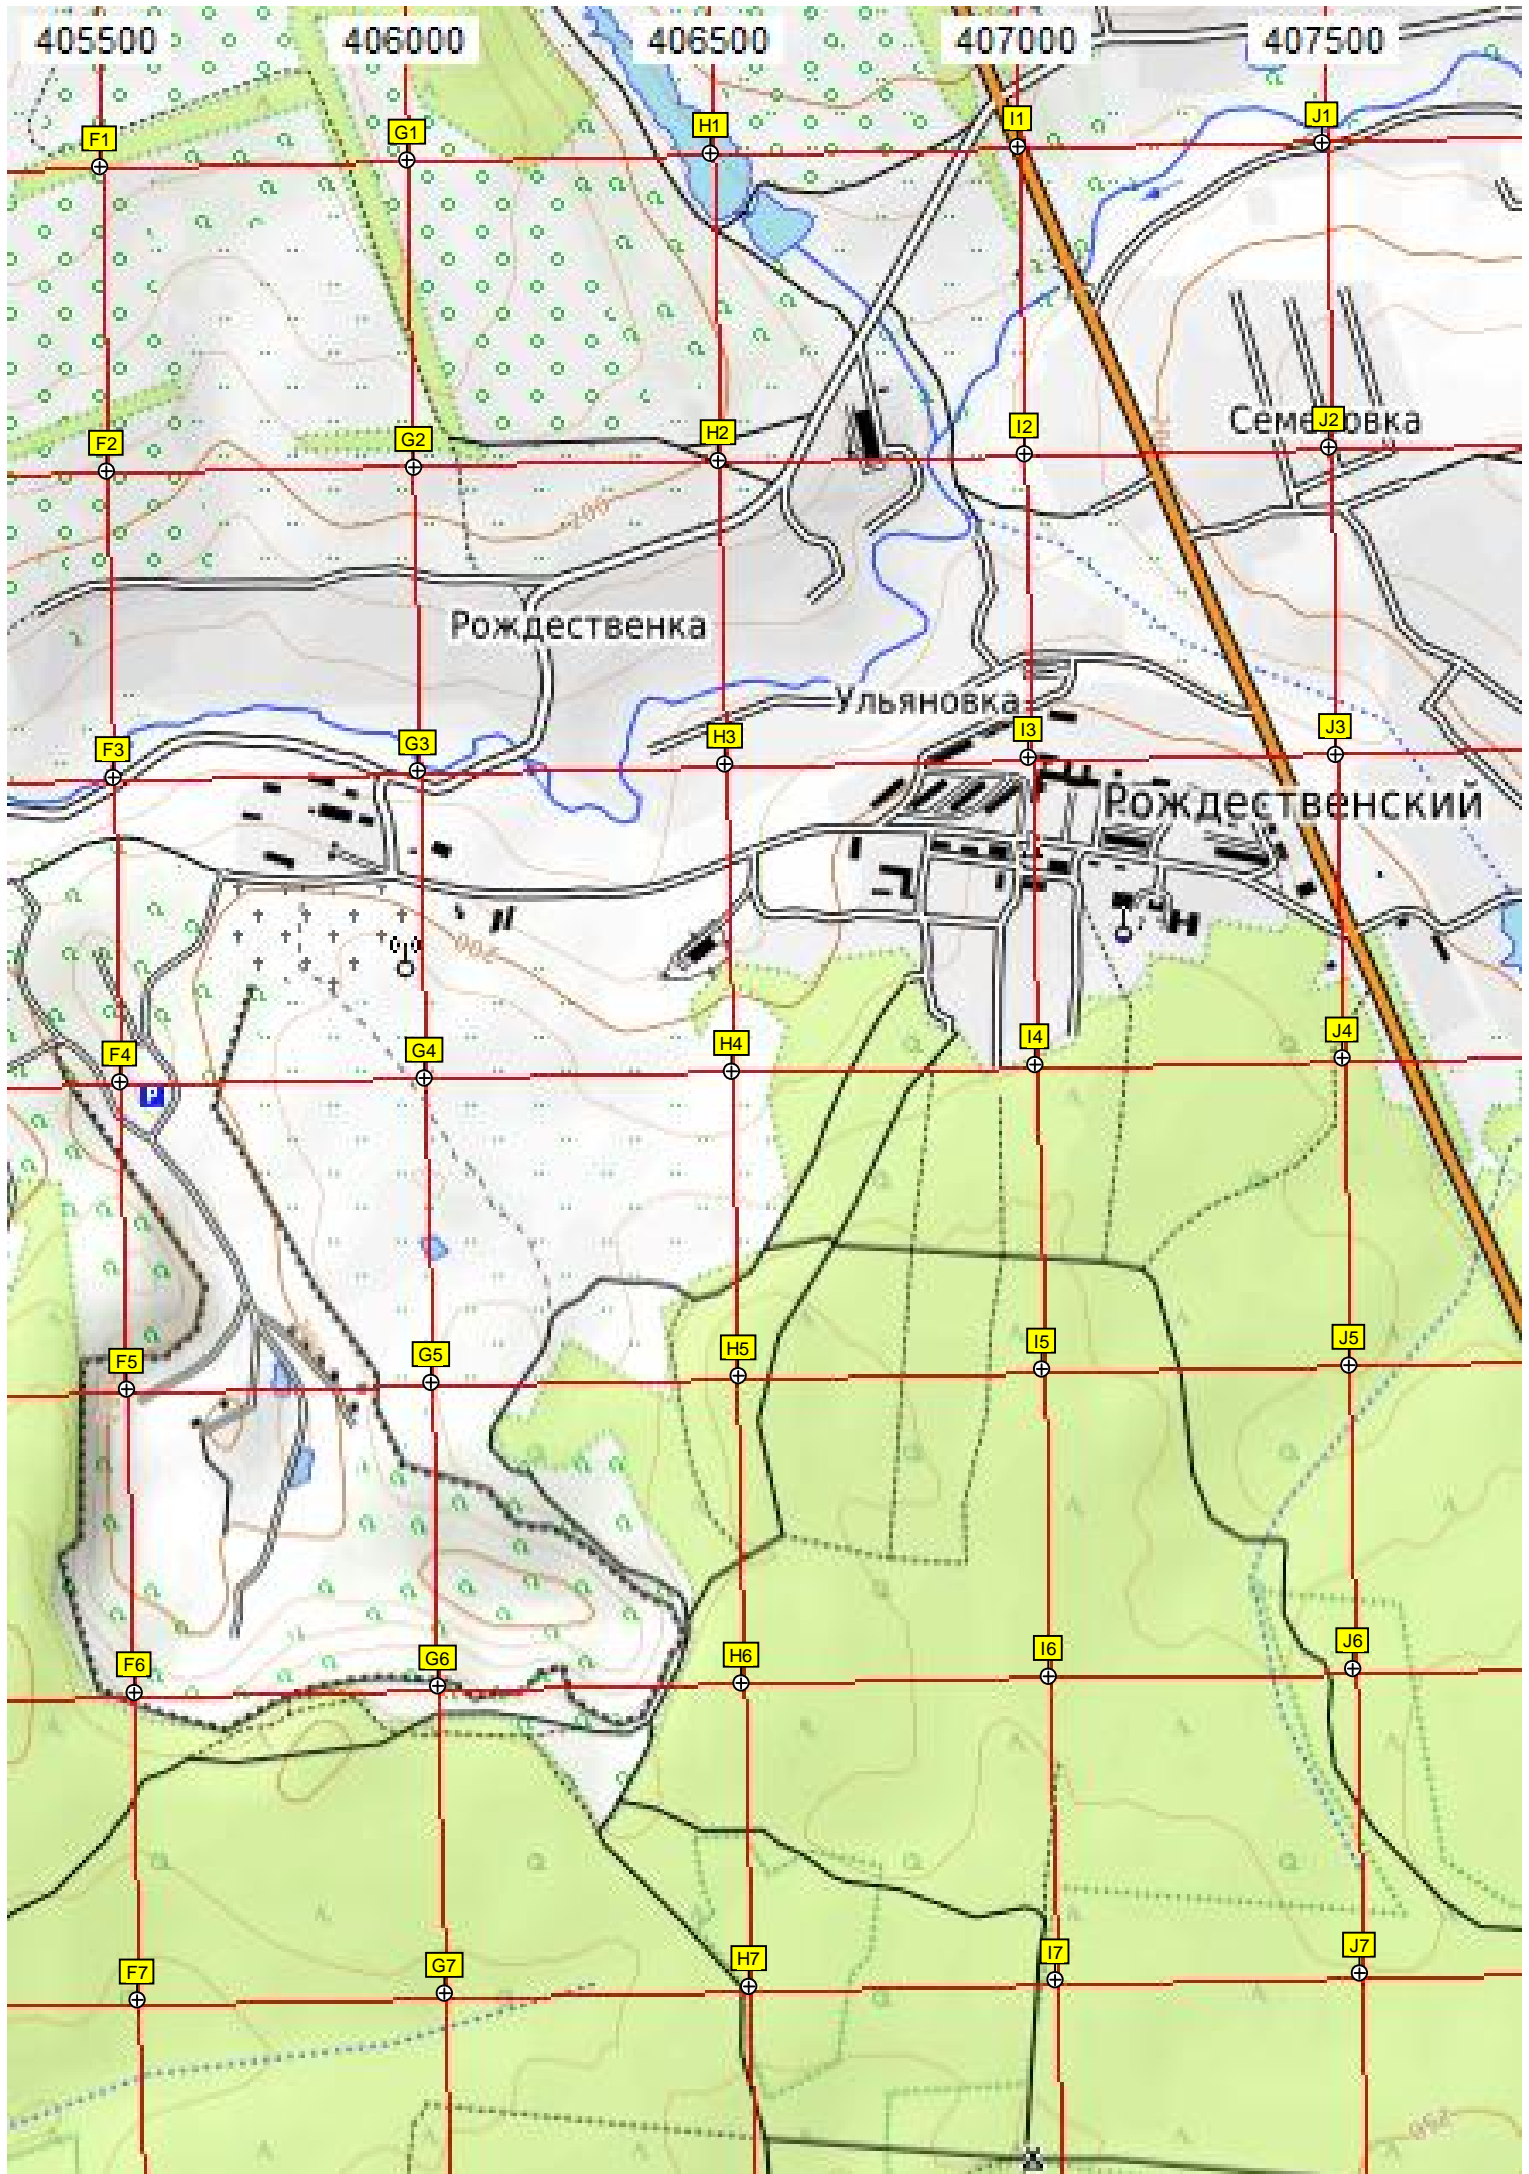 405500 406000 406500 407000 407500
F1 G1 H1 I1 J1
F2 G2 H2 I2 J2
Рождественка
Ульяновка
F3 G3 H3 I3 J3
Рождественский
200
F4 G4 H4 I4 J4
P
F5 G5 H5 I5 J5
F6 G6 H6 I6 J6
F7 G7 H7 I7 J7
250